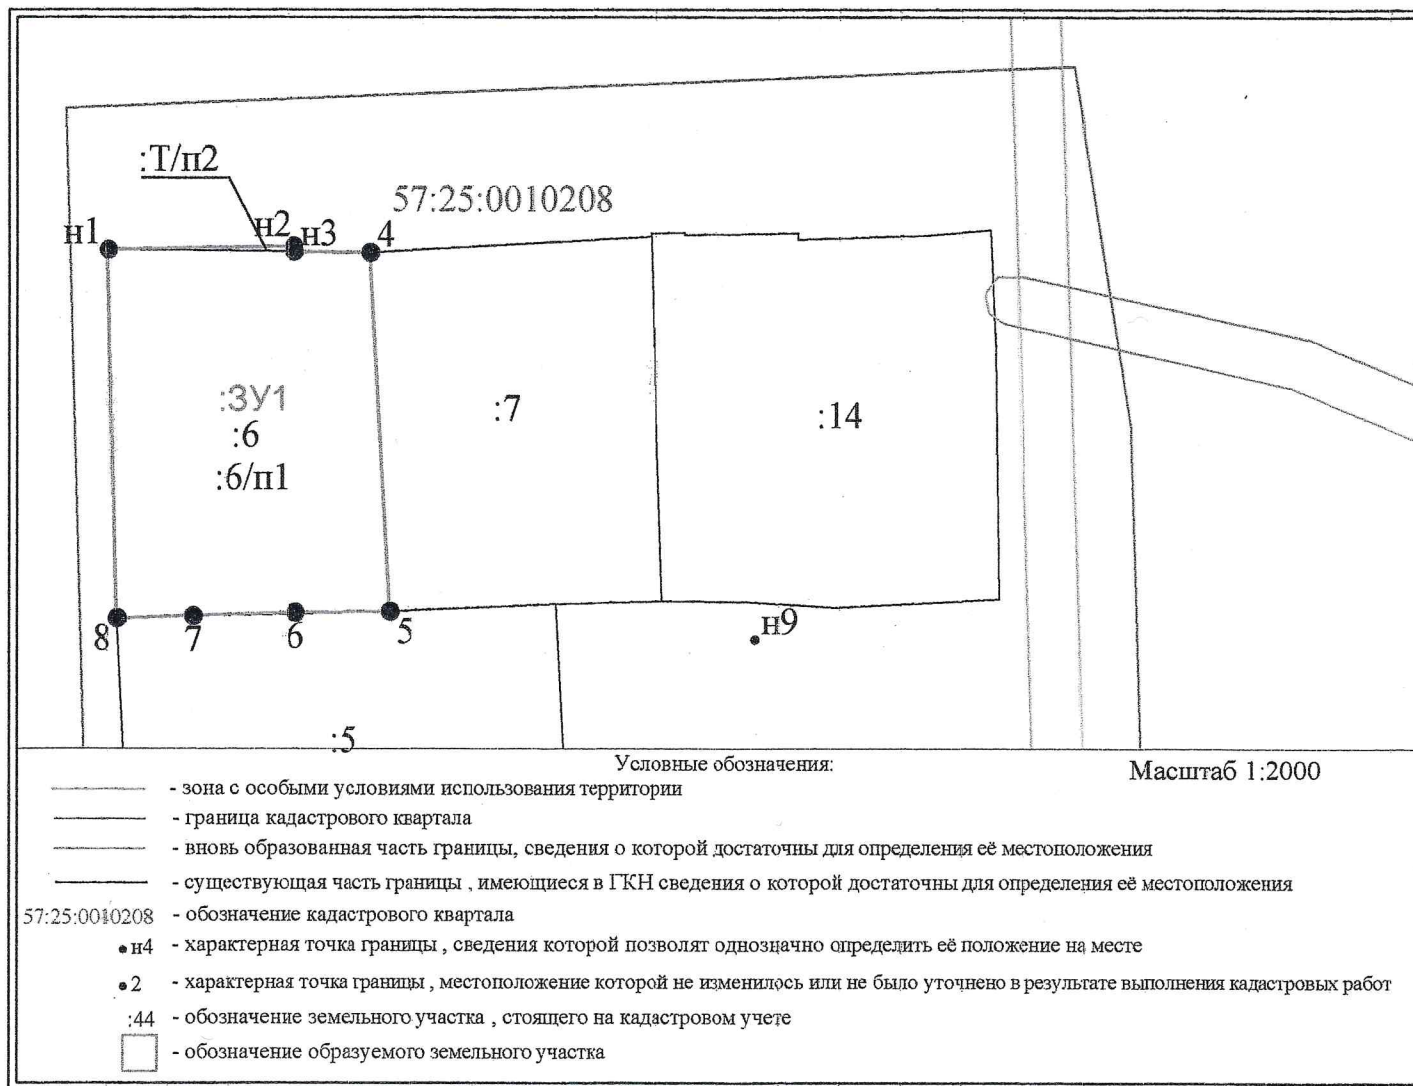 :Т/п2
57:25:0010208
н1
н2
н3
4
:ЗУ1
:6
:6/п1
:7
:14
8
7
6
5
н9
:5
Условные обозначения:
Масштаб 1:2000
- зона с особыми условиями использования территории
- граница кадастрового квартала
- вновь образованная часть границы, сведения о которой достаточны для определения её местоположения
- существующая часть границы , имеющиеся в ГКН сведения о которой достаточны для определения её местоположения
57:25:0010208 - обозначение кадастрового квартала
н4 - характерная точка границы , сведения которой позволят однозначно определить её положение на месте
2 - характерная точка границы , местоположение которой не изменилось или не было уточнено в результате выполнения кадастровых работ
:44 - обозначение земельного участка , стоящего на кадастровом учете
- обозначение образуемого земельного участка